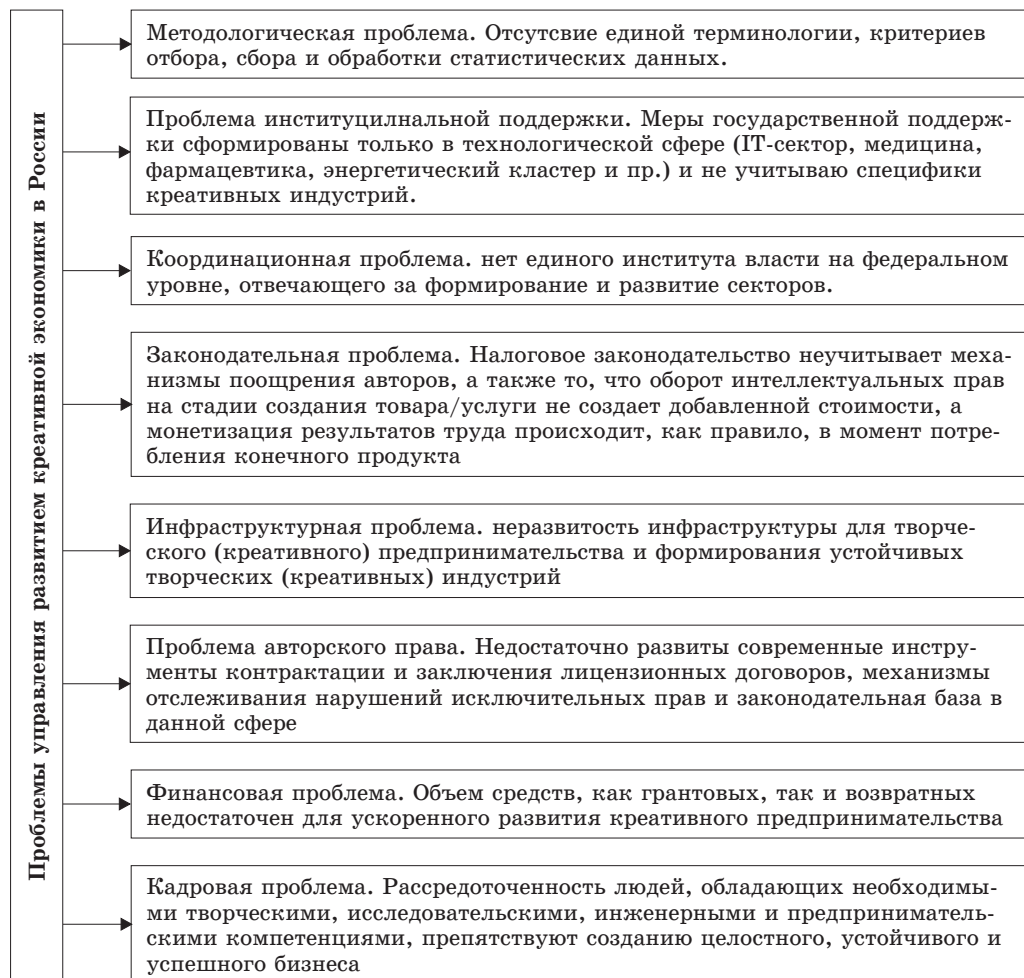 Проблемы управления развитием креативной экономики в России
Методологическая проблема. Отсутсвие единой терминологии, критериев
отбора, сбора и обработки статистических данных.
Проблема институцилнальной поддержки. Меры государственной поддерж-
ки сформированы только в технологической сфере (IT-сектор, медицина,
фармацевтика, энергетический кластер и пр.) и не учитываю специфики
креативных индустрий.
Координационная проблема. нет единого института власти на федеральном
уровне, отвечающего за формирование и развитие секторов.
Законодательная проблема. Налоговое законодательство неучитывает меха-
низмы поощрения авторов, а также то, что оборот интеллектуальных прав
на стадии создания товара/услуги не создает добавленной стоимости, а
монетизация результатов труда происходит, как правило, в момент потре-
бления конечного продукта
Инфраструктурная проблема. неразвитость инфраструктуры для творче-
ского (креативного) предпринимательства и формирования устойчивых
творческих (креативных) индустрий
Проблема авторского права. Недостаточно развиты современные инстру-
менты контрактации и заключения лицензионных договоров, механизмы
отслеживания нарушений исключительных прав и законодательная база в
данной сфере
Финансовая проблема. Объем средств, как грантовых, так и возвратных
недостаточен для ускоренного развития креативного предпринимательства
Кадровая проблема. Рассредоточенность людей, обладающих необходимы-
ми творческими, исследовательскими, инженерными и предприниматель-
скими компетенциями, препятствуют созданию целостного, устойчивого и
успешного бизнеса